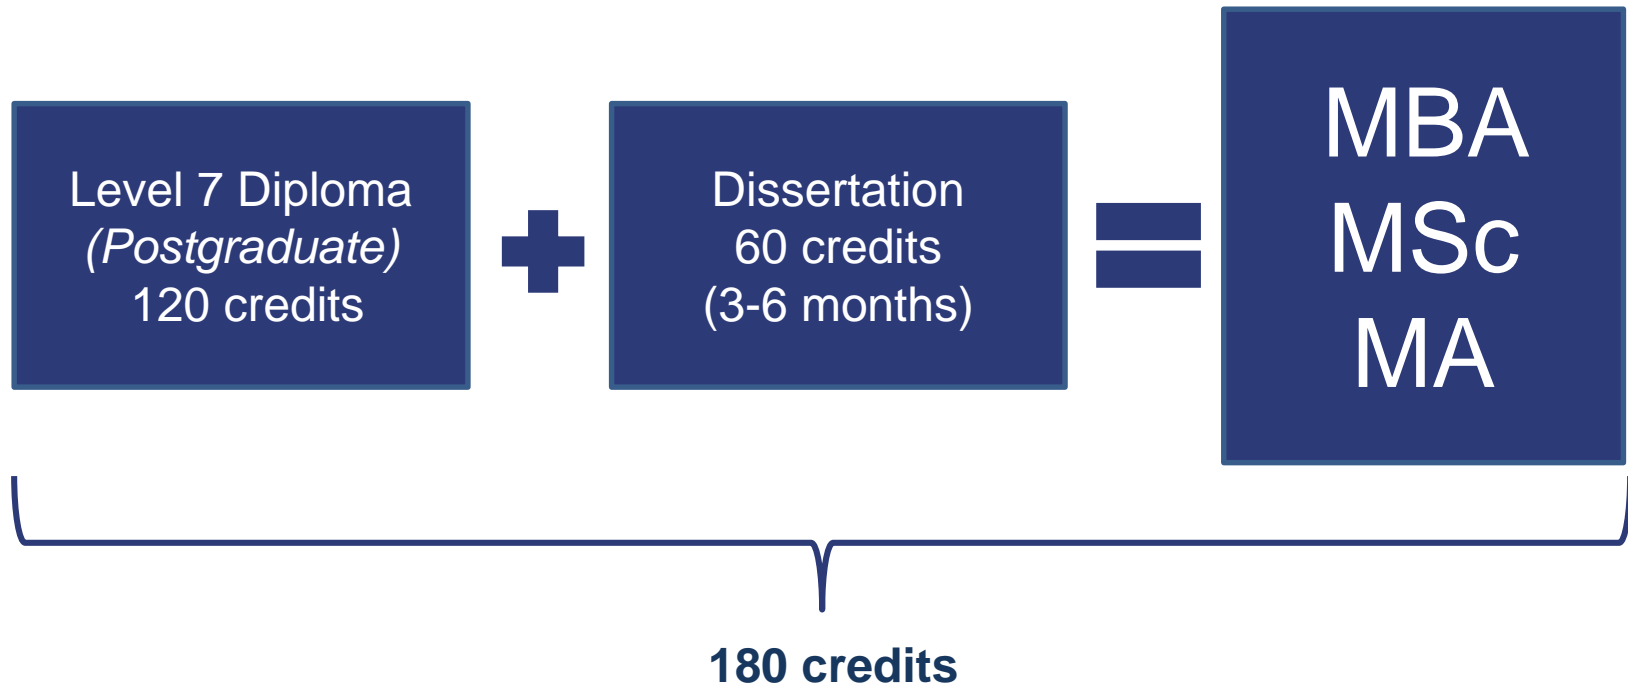 Level 7 Diploma
(Postgraduate)
120 credits
Dissertation
60 credits
(3-6 months)
MBA
MSc
MA
180 credits